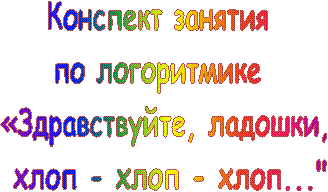 Конспект занятия
по логоритмике
«Здравствуйте, ладошки,
хлоп - хлоп - хлоп..."